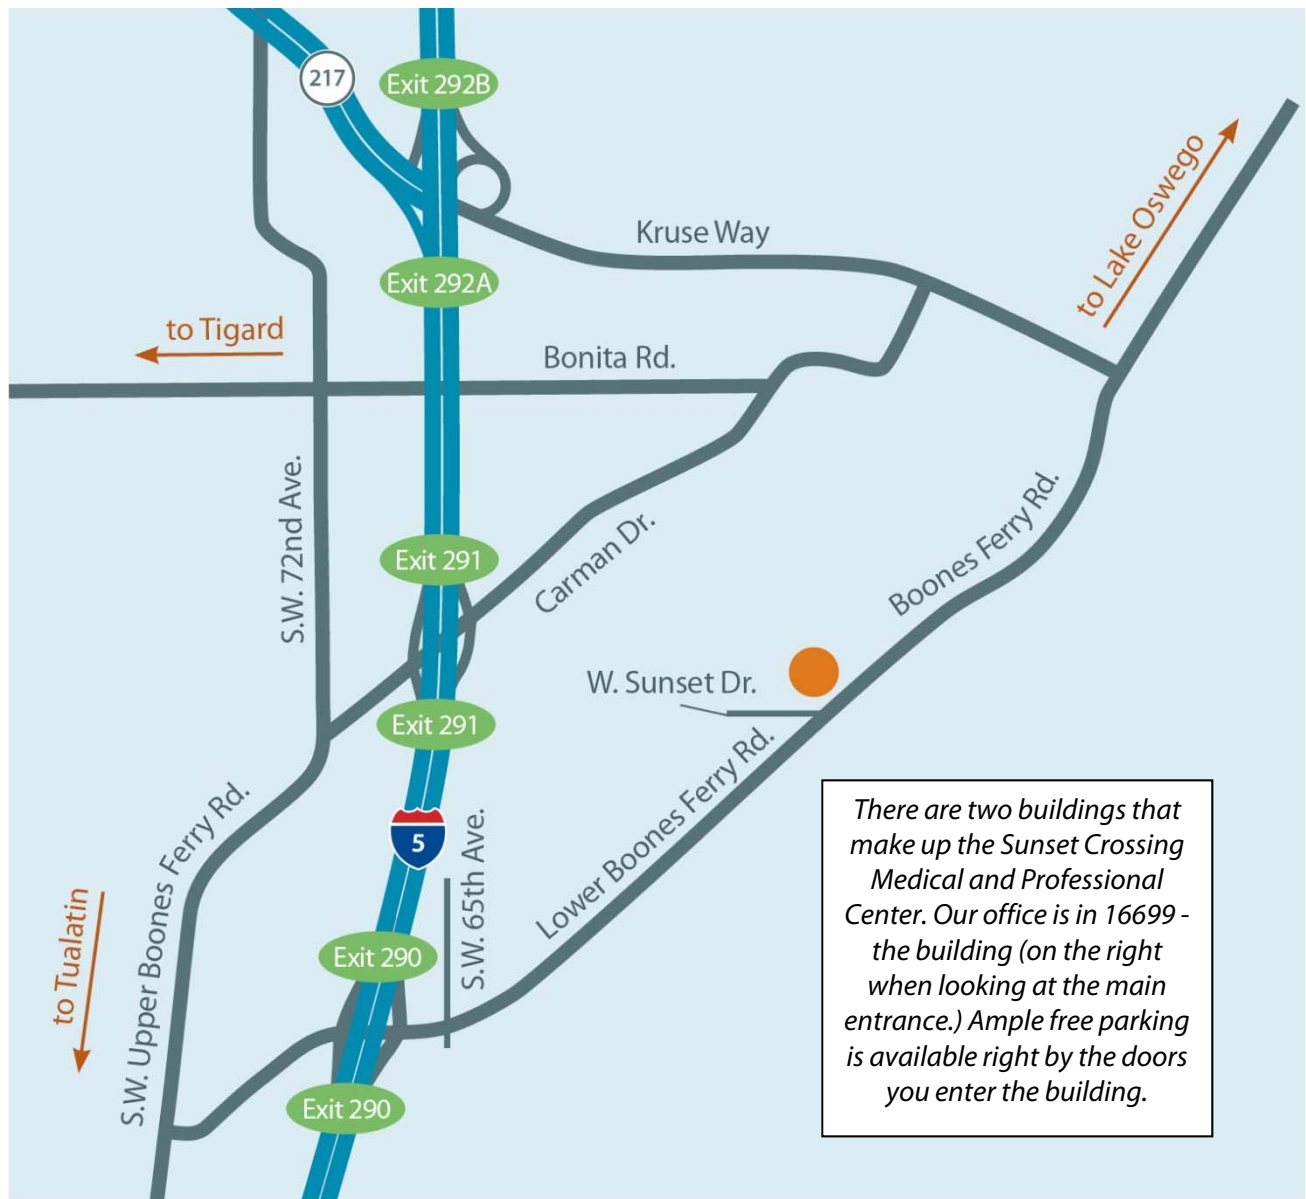 217
Exit 292B
Kruse Way
to Lake Oswego
Exit 292A
to Tigard
Bonita Rd.
S.W. 72nd Ave.
Exit 291
Carman Dr.
Boones Ferry Rd.
W. Sunset Dr.
Exit 291
Lower Boones Ferry Rd.
5
S.W. 65th Ave.
S.W. Upper Boones Ferry Rd.
to Tualatin
Exit 290
Exit 290
There are two buildings that
make up the Sunset Crossing
Medical and Professional
Center. Our office is in 16699 -
the building (on the right
when looking at the main
entrance.) Ample free parking
is available right by the doors
you enter the building.